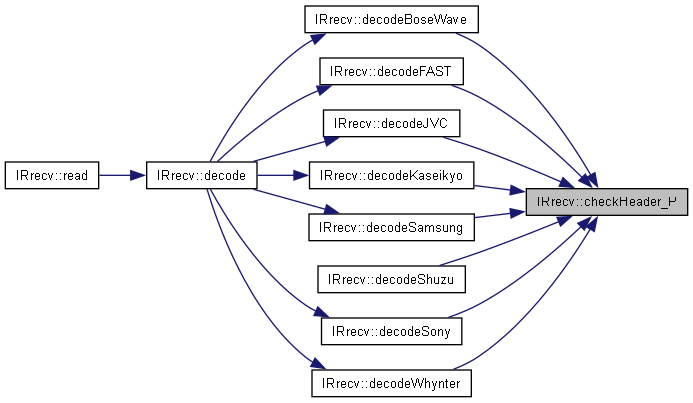 IRrecv::decodeBoseWave
IRrecv::decodeFAST
IRrecv::decodeJVC
IRrecv::read
IRrecv::decode
IRrecv::decodeKaseikyo
IRrecv::checkHeader_P
IRrecv::decodeSamsung
IRrecv::decodeShuzu
IRrecv::decodeSony
IRrecv::decodeWhynter